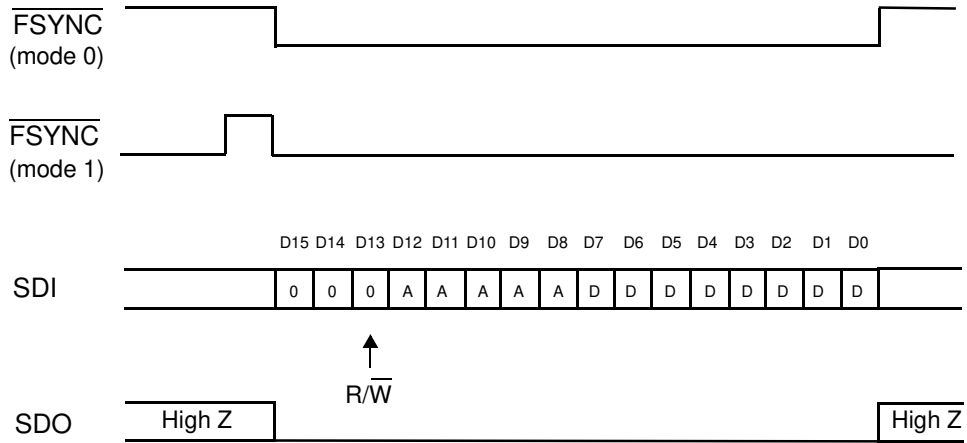 FSYNC
(mode 0)
FSYNC
(mode 1)
D15 D14 D13 D12 D11 D10 D9 D8 D7 D6 D5 D4 D3 D2 D1 D0
SDI
0 0 0 A A A A A D D D D D D D D
R/W
SDO
High Z
High Z